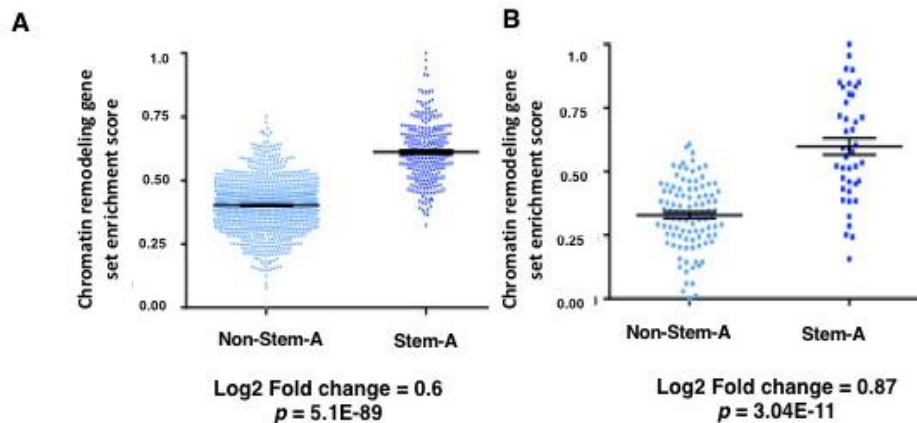 A
Chromatin remodeling gene
set enrichment score
1.0
0.75
0.50
0.25
0.00
Non-Stem-A
Stem-A
Log2 Fold change = 0.6
p = 5.1E-89
B
Chromatin remodeling gene
set enrichment score
1.0
0.75
0.50
0.25
0.00
Non-Stem-A
Stem-A
Log2 Fold change = 0.87
p = 3.04E-11